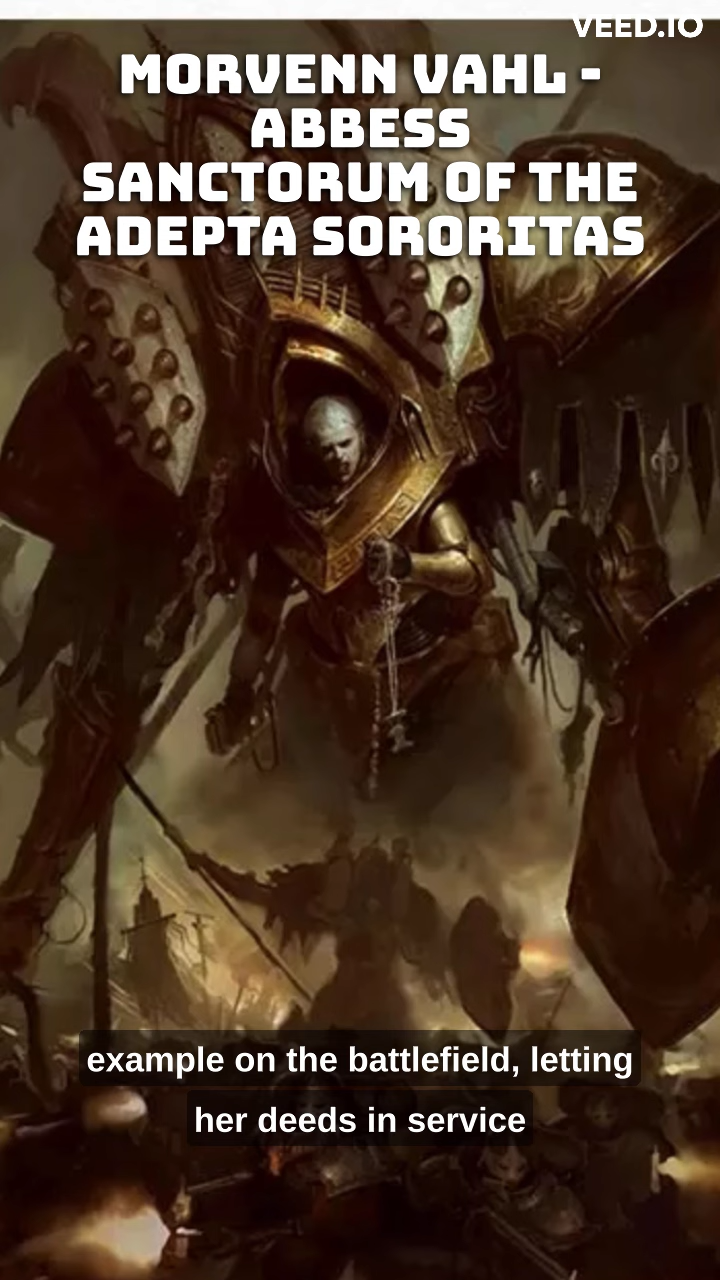 VEED.IO
MORVENN VAHL -
ABBESS
SANCTORUM OF THE
ADEPTA SORORITAS
example on the battlefield, letting
her deeds in service